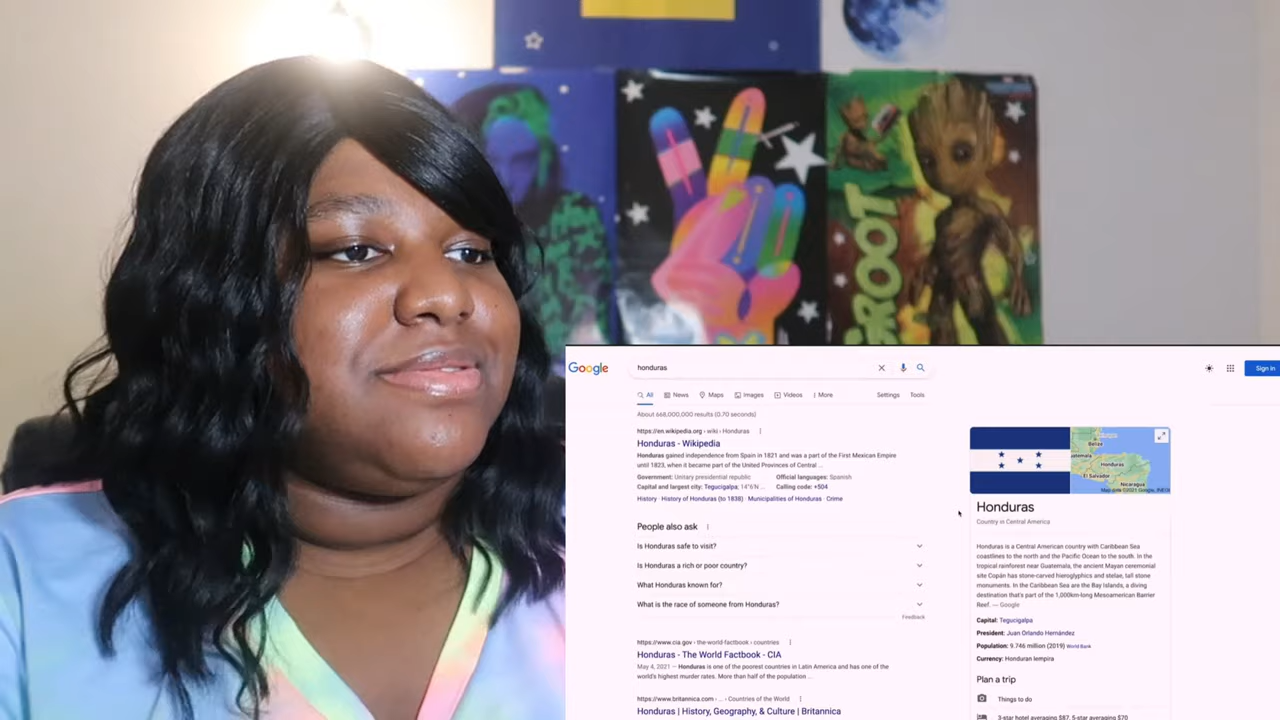 GROOT
Google
honduras
Sign in
All
News
Maps
Images
Videos
More
Settings
Tools
About 668,000,000 results (0.70 seconds)
https://en.wikipedia.org › wiki › Honduras
Honduras - Wikipedia
Honduras gained independence from Spain in 1821 and was a part of the First Mexican Empire
until 1823, when it became part of the United Provinces of Central ...
Government: Unitary presidential republic
Official languages: Spanish
Capital and largest city: Tegucigalpa; 14°6'N ...
Calling code: +504
History · History of Honduras (to 1838) · Municipalities of Honduras · Crime
People also ask
Is Honduras safe to visit?
Is Honduras a rich or poor country?
What Honduras known for?
What is the race of someone from Honduras?
Feedback
https://www.cia.gov › the-world-factbook › countries
Honduras - The World Factbook - CIA
May 4, 2021 — Honduras is one of the poorest countries in Latin America and has one of the
world's highest murder rates. More than half of the population ...
https://www.britannica.com › ... › Countries of the World
Honduras | History, Geography, & Culture | Britannica
Belize
Guatemala
Honduras
El Salvador
Nicaragua
Honduras
Country in Central America
Honduras is a Central American country with Caribbean Sea
coastlines to the north and the Pacific Ocean to the south. In the
tropical rainforest near Guatemala, the ancient Mayan ceremonial
site Copán has stone-carved hieroglyphics and stelae, tall stone
monuments. In the Caribbean Sea are the Bay Islands, a diving
destination that's part of the 1,000km-long Mesoamerican Barrier
Reef. — Google
Capital: Tegucigalpa
President: Juan Orlando Hernández
Population: 9.746 million (2019) World Bank
Currency: Honduran lempira
Plan a trip
Things to do
3-star hotel averaging $87, 5-star averaging $70